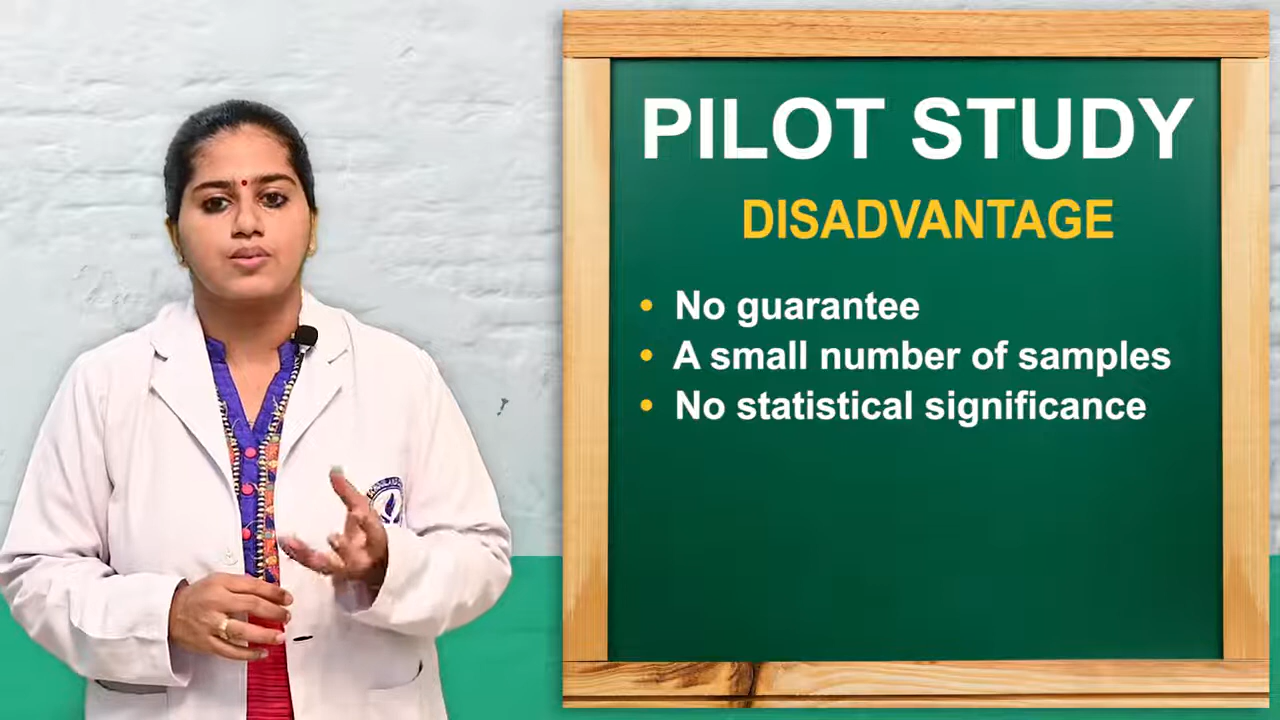 PILOT STUDY
DISADVANTAGE
• No guarantee
• A small number of samples
• No statistical significance